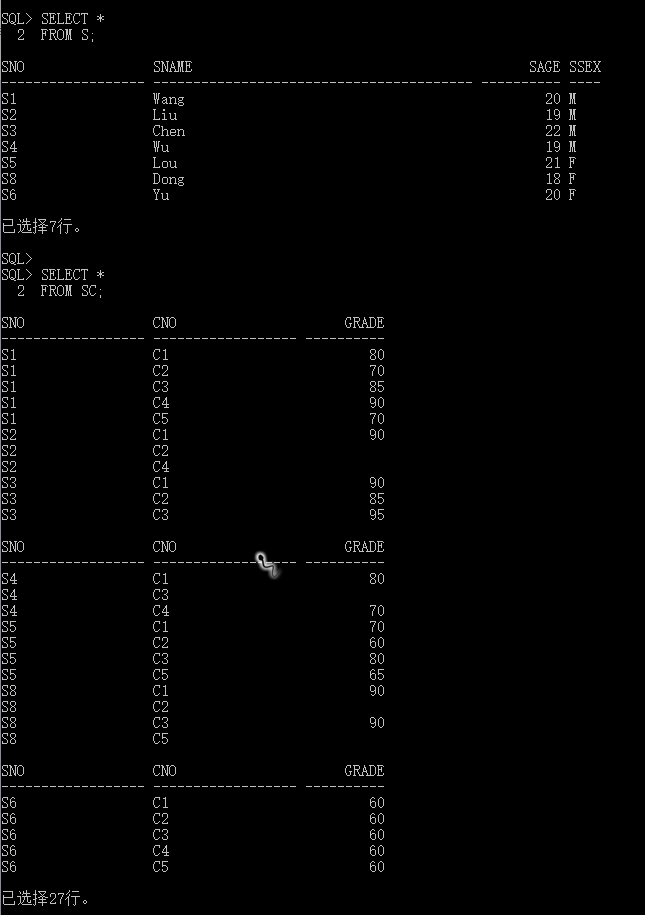 SQL> SELECT *
  2  FROM S;
SNO                SNAME                                          SAGE SSEX
------------------ ---------------------------------------- ---------- ----
S1                 Wang                                             20 M
S2                 Liu                                              19 M
S3                 Chen                                             22 M
S4                 Wu                                               19 M
S5                 Lou                                              21 F
S8                 Dong                                             18 F
S6                 Yu                                               20 F
已选择7行。
SQL>
SQL> SELECT *
  2  FROM SC;
SNO                CNO                     GRADE
------------------ ------------------ ----------
S1                 C1                         80
S1                 C2                         70
S1                 C3                         85
S1                 C4                         90
S1                 C5                         70
S2                 C1                         90
S2                 C2
S2                 C4
S3                 C1                         90
S3                 C2                         85
S3                 C3                         95
SNO                CNO                     GRADE
------------------ ------------------ ----------
S4                 C1                         80
S4                 C3
S4                 C4                         70
S5                 C1                         70
S5                 C2                         60
S5                 C3                         80
S5                 C5                         65
S8                 C1                         90
S8                 C2
S8                 C3                         90
S8                 C5
SNO                CNO                     GRADE
------------------ ------------------ ----------
S6                 C1                         60
S6                 C2                         60
S6                 C3                         60
S6                 C4                         60
S6                 C5                         60
已选择27行。